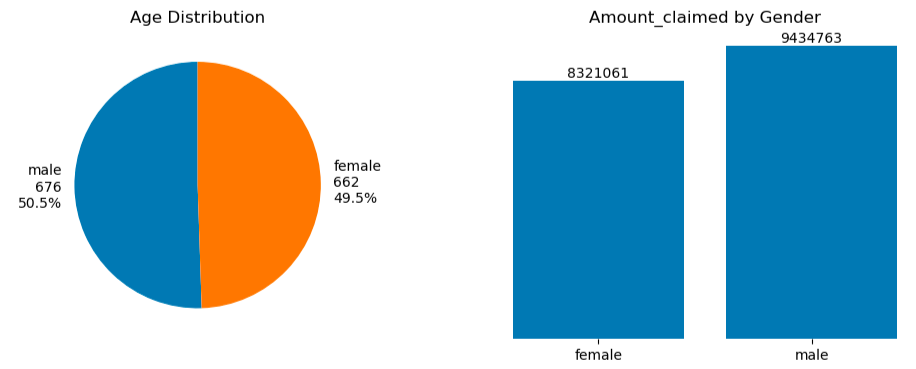 Age Distribution
male
676
50.5%
female
662
49.5%
Amount_claimed by Gender
8321061
9434763
female
male